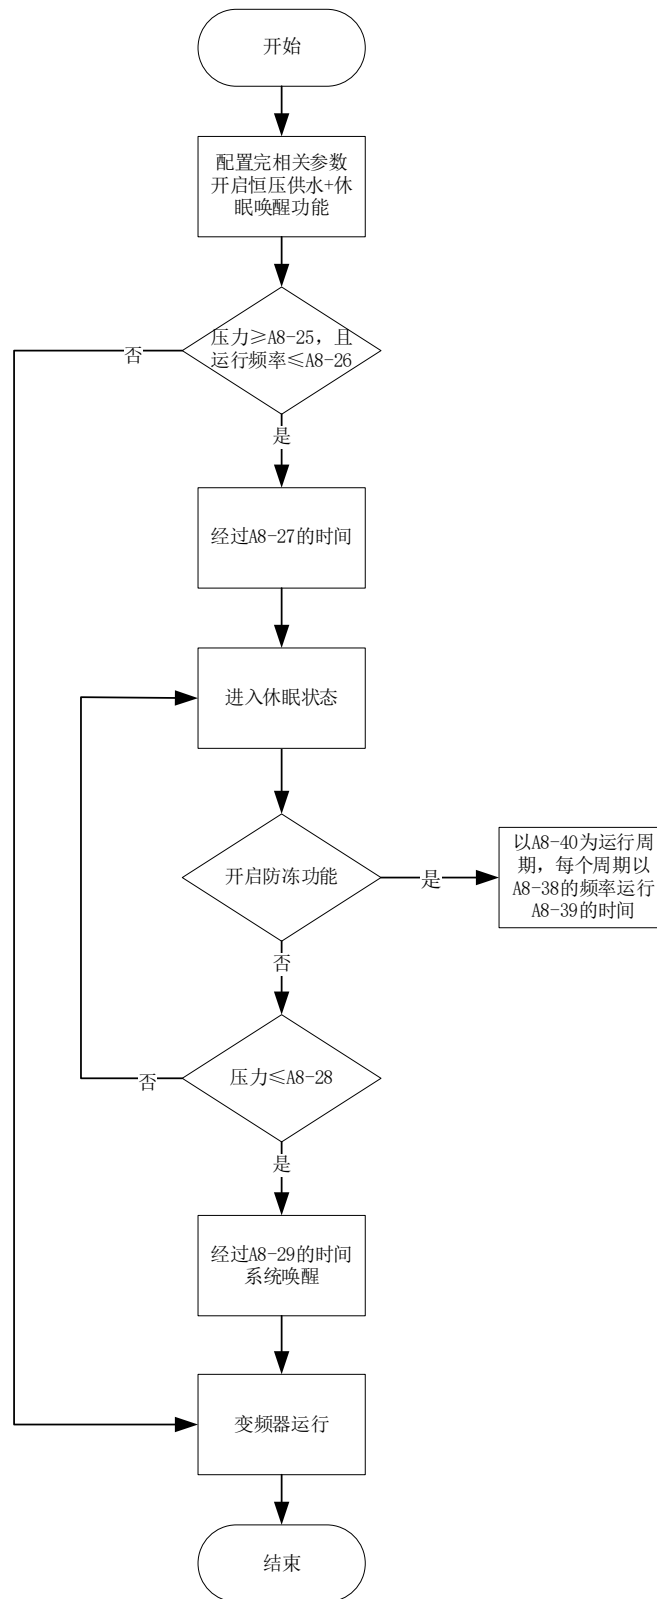 开始
配置完相关参数
开启恒压供水+休
眠唤醒功能
压力≥A8-25，且
运行频率≤A8-26
否
是
经过A8-27的时间
进入休眠状态
开启防冻功能
是
以A8-40为运行周
期，每个周期以
A8-38的频率运行
A8-39的时间
否
压力≤A8-28
否
是
经过A8-29的时间
系统唤醒
变频器运行
结束